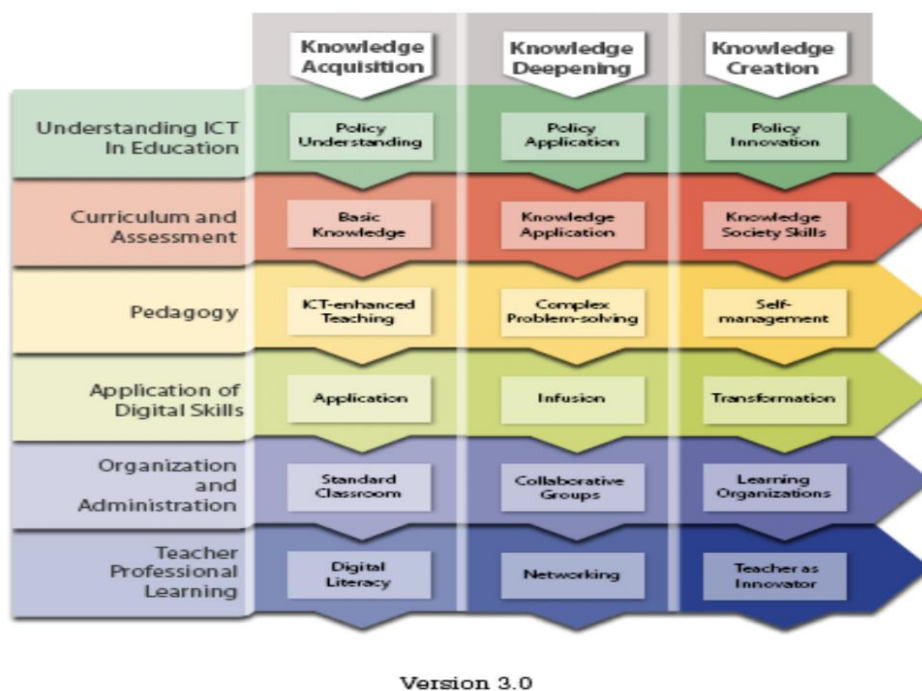 Knowledge
Acquisition
Knowledge
Deepening
Knowledge
Creation
Understanding ICT
In Education
Policy
Understanding
Policy
Application
Policy
Innovation
Curriculum and
Assessment
Basic
Knowledge
Knowledge
Application
Knowledge
Society Skills
Pedagogy
ICT-enhanced
Teaching
Complex
Problem-solving
Self-
management
Application of
Digital Skills
Application
Infusion
Transformation
Organization
and
Administration
Standard
Classroom
Collaborative
Groups
Learning
Organizations
Teacher
Professional
Learning
Digital
Literacy
Networking
Teacher as
Innovator
Version 3.0